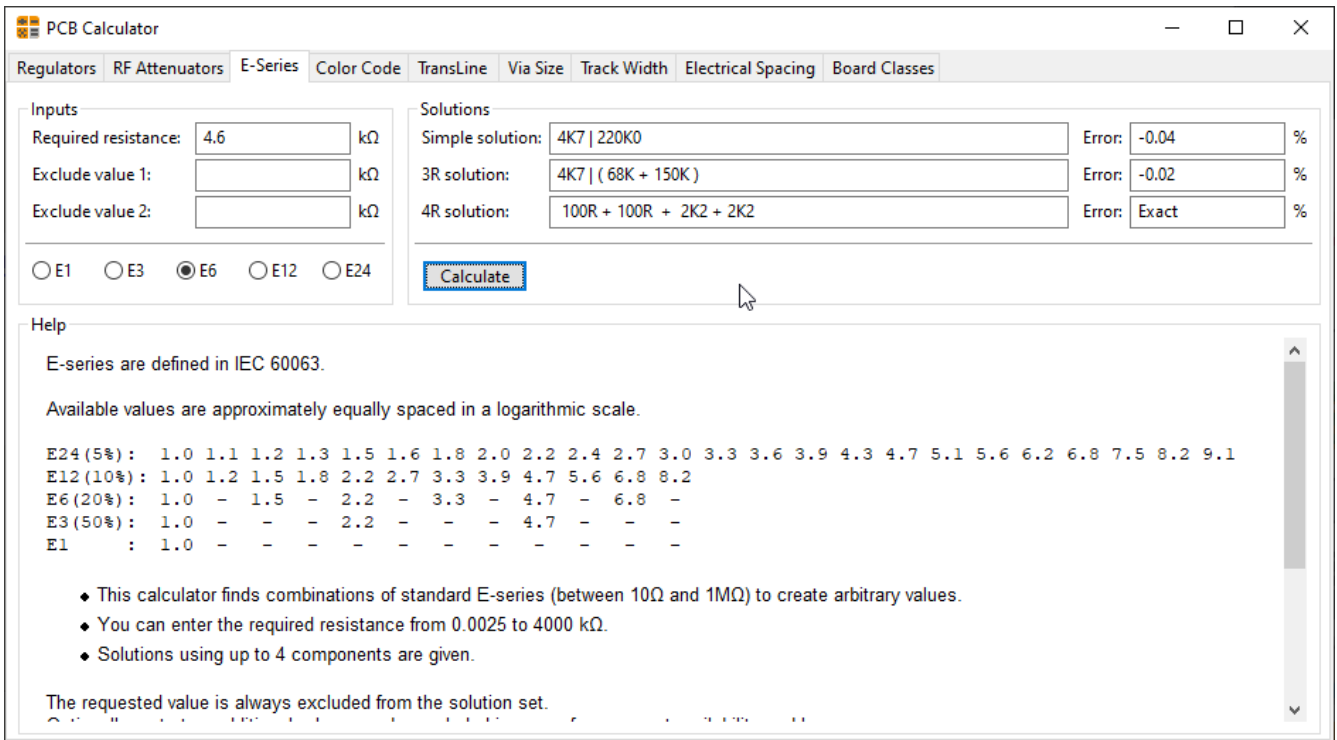 PCB Calculator
Regulators RF Attenuators E-Series Color Code TransLine Via Size Track Width Electrical Spacing Board Classes
Inputs
Required resistance: 4.6 kΩ
Exclude value 1: kΩ
Exclude value 2: kΩ
E1 E3 E6 E12 E24
Solutions
Simple solution: 4K7 | 220K0 Error: -0.04 %
3R solution: 4K7 | ( 68K + 150K ) Error: -0.02 %
4R solution: 100R + 100R + 2K2 + 2K2 Error: Exact %
Calculate
Help
E-series are defined in IEC 60063.
Available values are approximately equally spaced in a logarithmic scale.
E24(5%): 1.0 1.1 1.2 1.3 1.5 1.6 1.8 2.0 2.2 2.4 2.7 3.0 3.3 3.6 3.9 4.3 4.7 5.1 5.6 6.2 6.8 7.5 8.2 9.1
E12(10%): 1.0 1.2 1.5 1.8 2.2 2.7 3.3 3.9 4.7 5.6 6.8 8.2
E6(20%): 1.0 - 1.5 - 2.2 - 3.3 - 4.7 - 6.8 -
E3(50%): 1.0 - - - 2.2 - - - 4.7 - - -
E1 : 1.0 - - - - - - - - - - -
• This calculator finds combinations of standard E-series (between 10Ω and 1MΩ) to create arbitrary values.
• You can enter the required resistance from 0.0025 to 4000 kΩ.
• Solutions using up to 4 components are given.
The requested value is always excluded from the solution set.